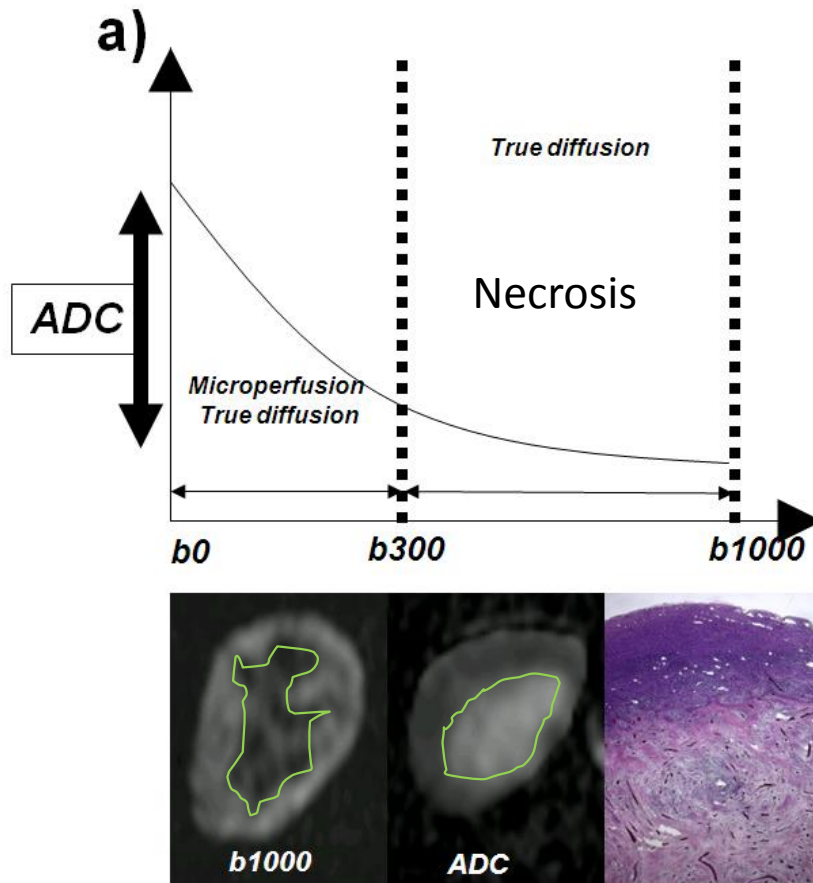 a)
True diffusion
Necrosis
ADC
Microperfusion
True diffusion
b0
b300
b1000
b1000
ADC